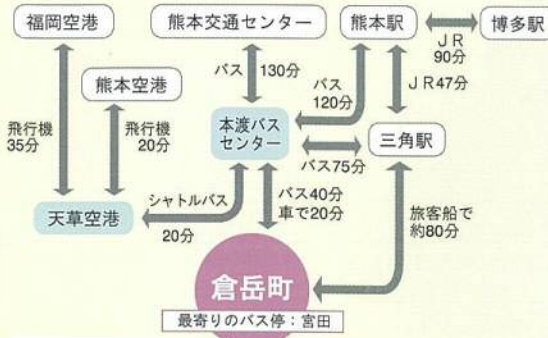 福岡空港
熊本交通センター
熊本駅
博多駅
JR
90分
熊本空港
バス
130分
バス
120分
JR47分
飛行機
35分
飛行機
20分
本渡バス
センター
三角駅
バス75分
天草空港
シャトルバス
20分
バス40分
車で20分
旅客船で
約80分
倉岳町
最寄りのバス停：宮田